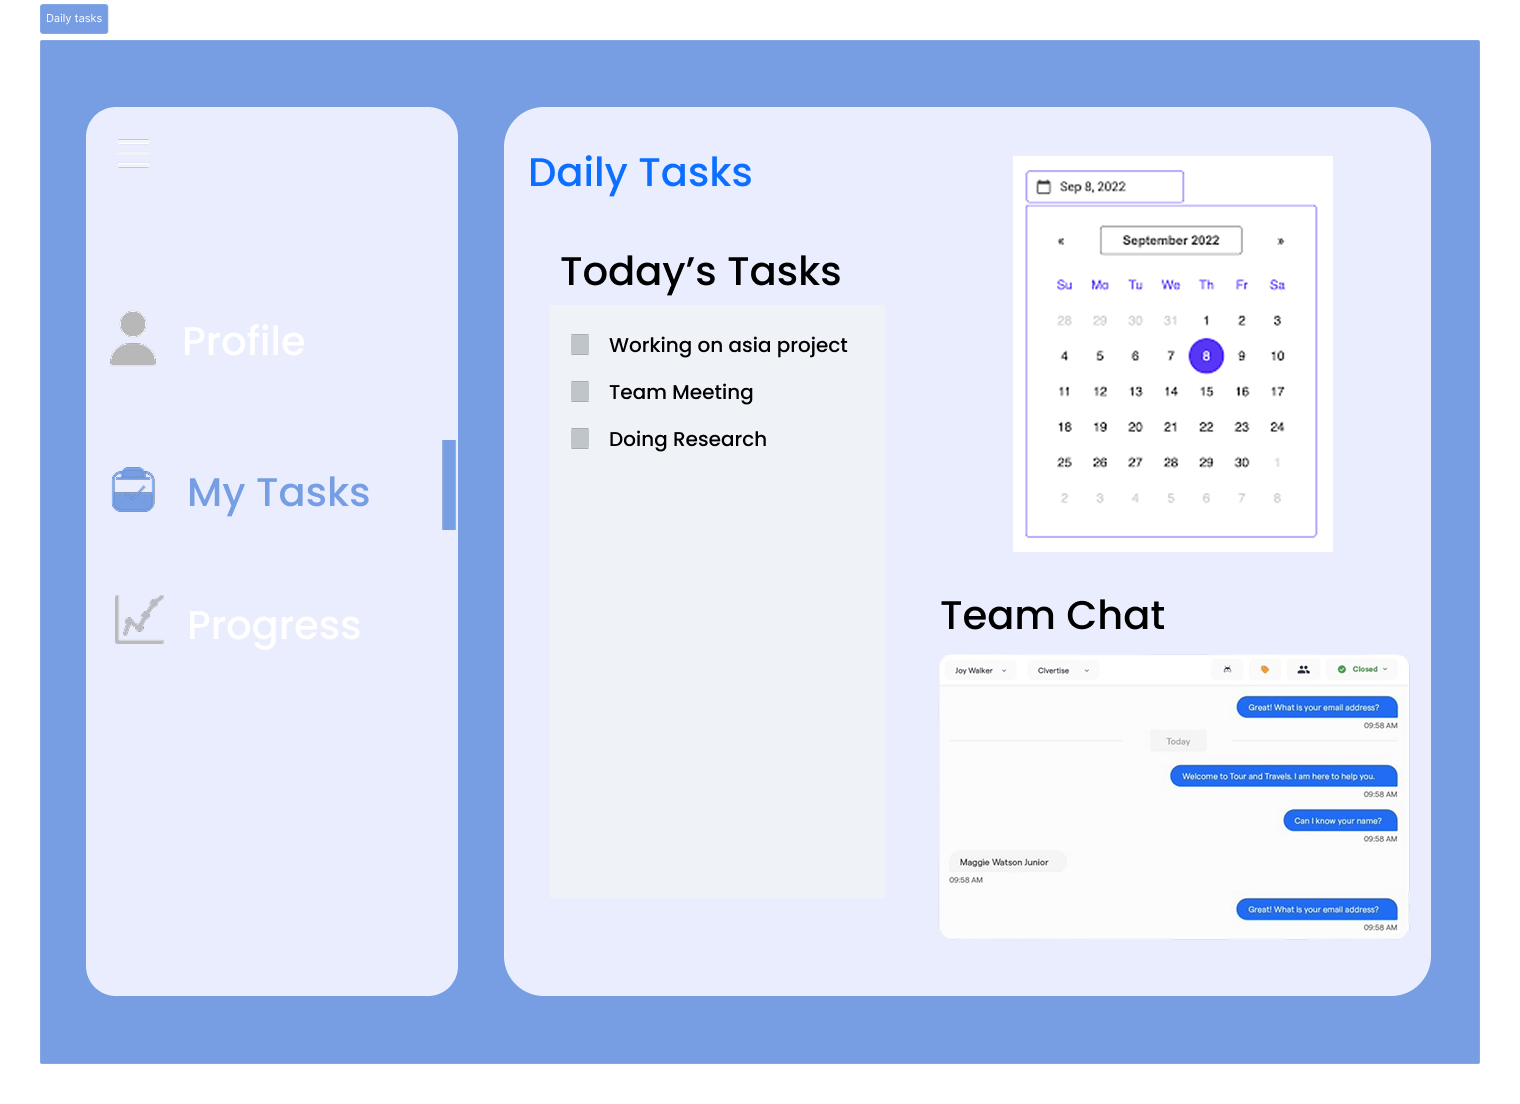 Daily tasks
Profile
My Tasks
Progress
Daily Tasks
Today’s Tasks
Working on asia project
Team Meeting
Doing Research
Sep 8, 2022
« September 2022 »
Su Mo Tu We Th Fr Sa
28 29 30 31 1 2 3
4 5 6 7 8 9 10
11 12 13 14 15 16 17
18 19 20 21 22 23 24
25 26 27 28 29 30 1
2 3 4 5 6 7 8
Team Chat
Joy Walker Clvertise Closed
Great! What is your email address?
09:58 AM
Today
Welcome to Tour and Travels. I am here to help you.
09:58 AM
Can I know your name?
09:58 AM
Maggie Watson Junior
09:58 AM
Great! What is your email address?
09:58 AM